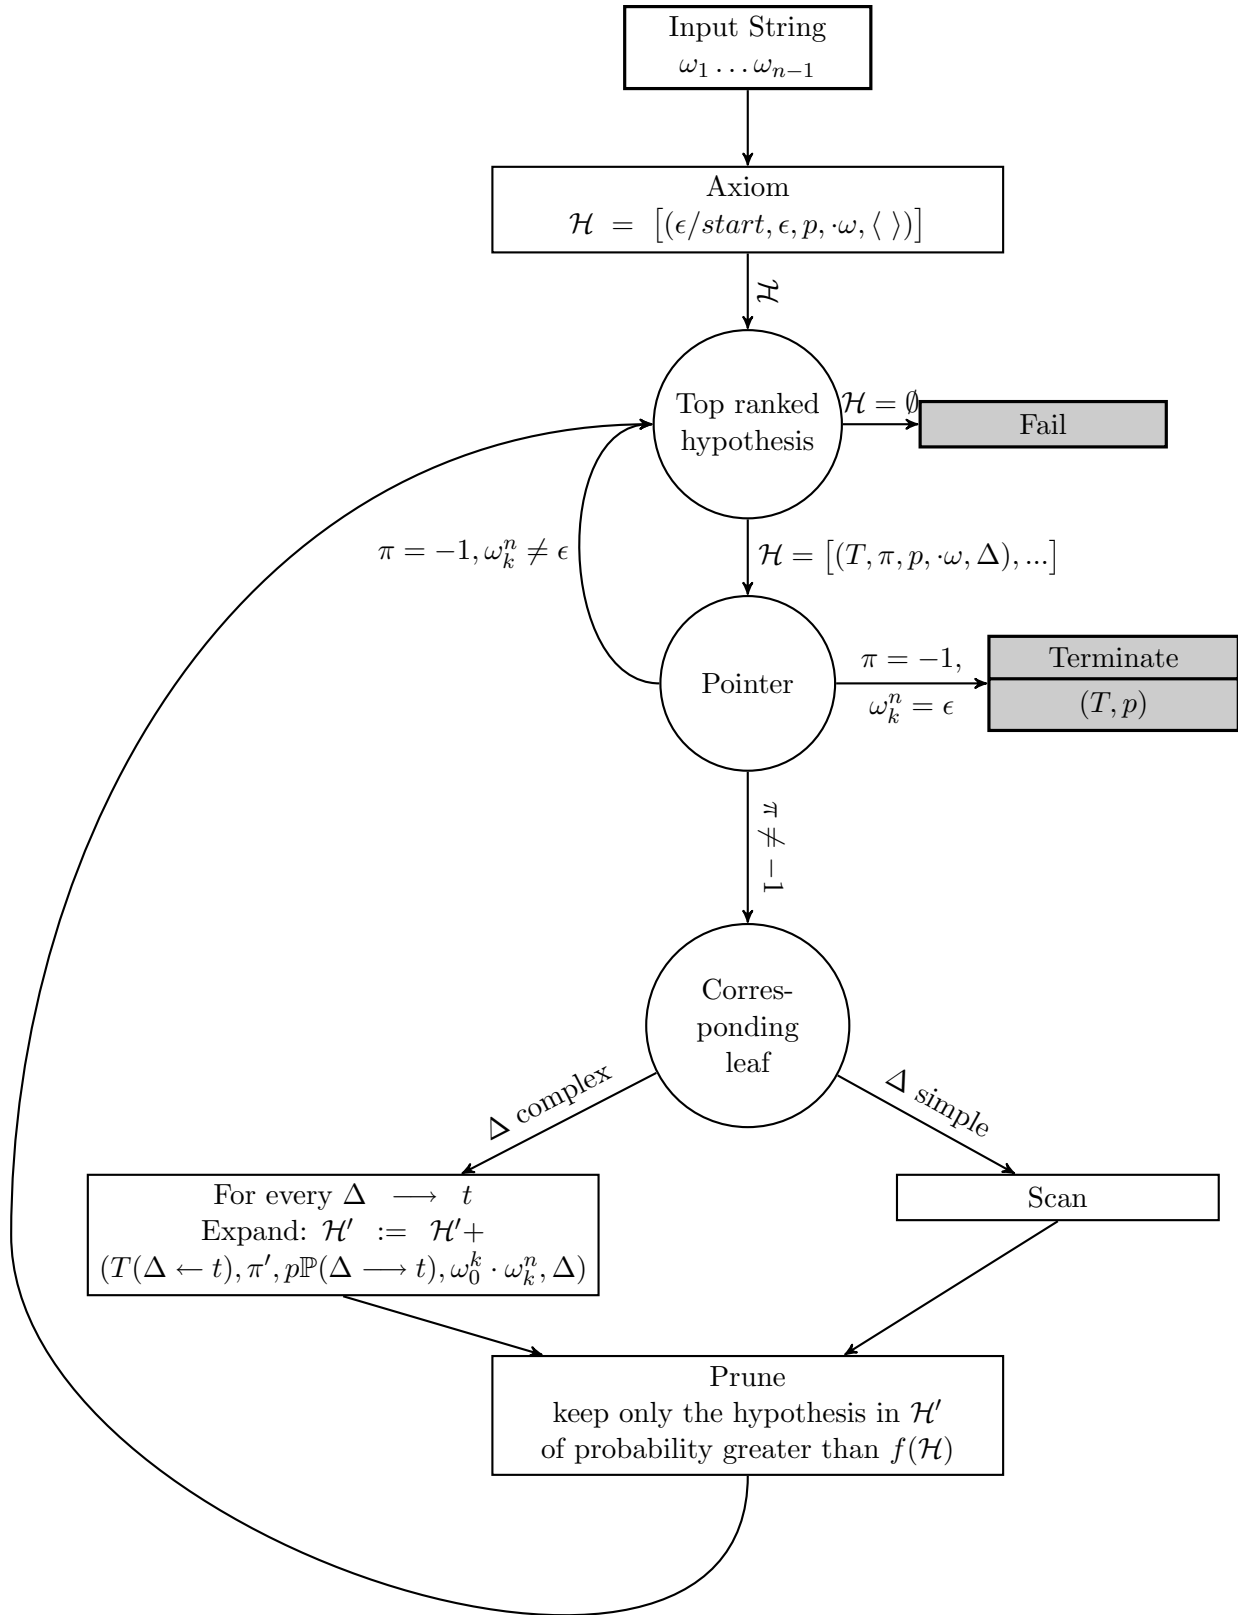 Input String
ω₁ … ωₙ₋₁
Axiom
ℋ = [(ϵ/start, ϵ, p, ·ω, ⟨ ⟩)]
ℋ
Top ranked
hypothesis
ℋ = ∅
Fail
π = −1, ωₖⁿ ≠ ϵ
ℋ = [(T, π, p, ·ω, Δ), ...]
Pointer
π = −1,
ωₖⁿ = ϵ
Terminate
(T, p)
π ≠ −1
Corres-
ponding
leaf
Δ complex
Δ simple
For every Δ ⟶ t
Expand: ℋ′ := ℋ′+
(T(Δ ← t), π′, pℙ(Δ ⟶ t), ω₀ᵏ · ωₖⁿ, Δ)
Scan
Prune
keep only the hypothesis in ℋ′
of probability greater than f(ℋ)